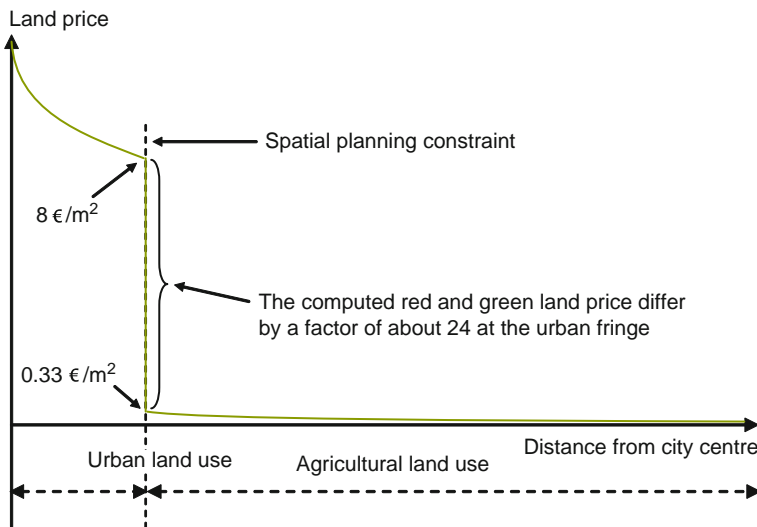 Land price
Spatial planning constraint
8 €/m²
The computed red and green land price differ
by a factor of about 24 at the urban fringe
0.33 €/m²
Distance from city centre
Urban land use
Agricultural land use